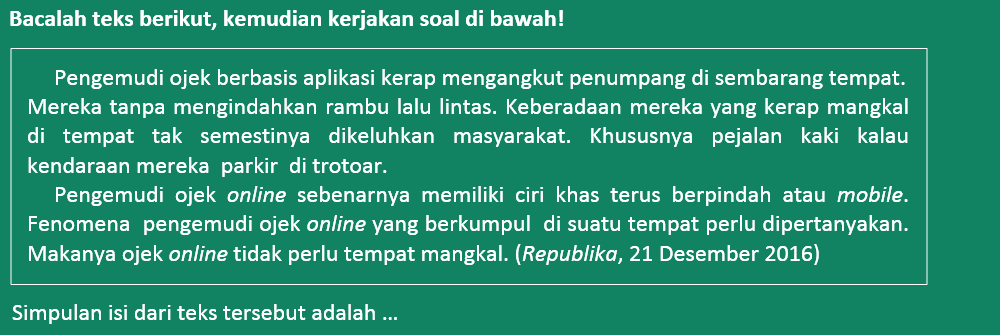 Bacalah teks berikut, kemudian kerjakan soal di bawah!
Pengemudi ojek berbasis aplikasi kerap mengangkut penumpang di sembarang tempat.
Mereka tanpa mengindahkan rambu lalu lintas. Keberadaan mereka yang kerap mangkal
di tempat tak semestinya dikeluhkan masyarakat. Khususnya pejalan kaki kalau
kendaraan mereka parkir di trotoar.
Pengemudi ojek online sebenarnya memiliki ciri khas terus berpindah atau mobile.
Fenomena pengemudi ojek online yang berkumpul di suatu tempat perlu dipertanyakan.
Makanya ojek online tidak perlu tempat mangkal. (Republika, 21 Desember 2016)
Simpulan isi dari teks tersebut adalah ...